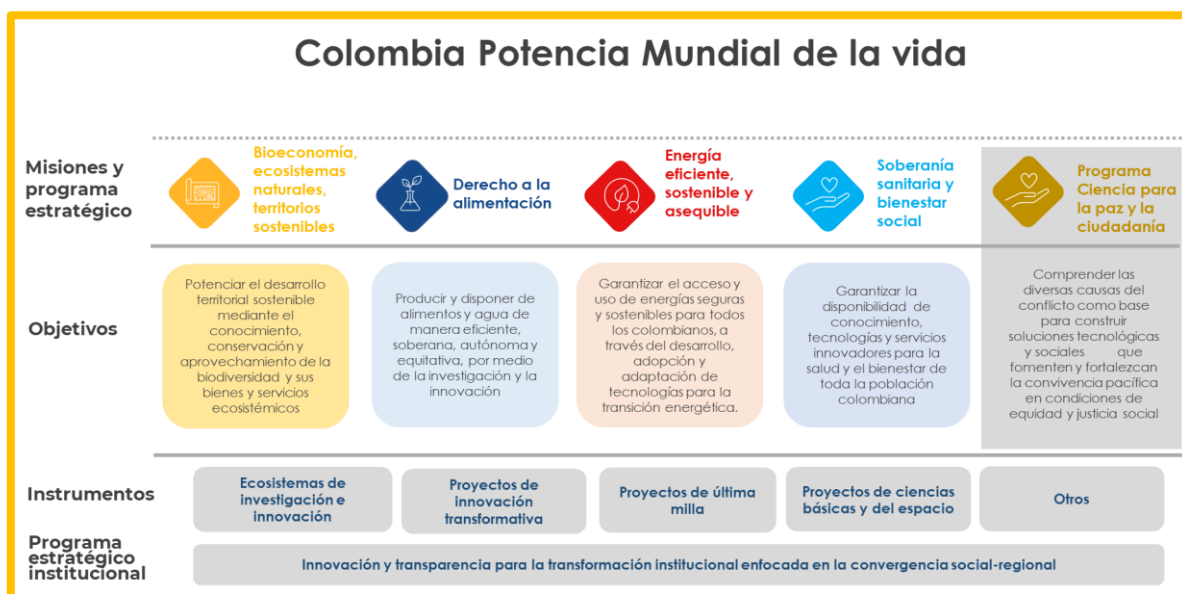 Colombia Potencia Mundial de la vida
Misiones y
programa
estratégico
Bioeconomía,
ecosistemas
naturales,
territorios
sostenibles
Derecho a la
alimentación
Energía
eficiente,
sostenible y
asequible
Soberanía
sanitaria y
bienestar
social
Programa
Ciencia para
la paz y la
ciudadanía
Objetivos
Potenciar el desarrollo
territorial sostenible
mediante el
conocimiento,
conservación y
aprovechamiento de la
biodiversidad y sus
bienes y servicios
ecosistémicos
Producir y disponer de
alimentos y agua de
manera eficiente,
soberana, autónoma y
equitativa, por medio
de la investigación y la
innovación
Garantizar el acceso y
uso de energías seguras
y sostenibles para todos
los colombianos, a
través del desarrollo,
adopción y
adaptación de
tecnologías para la
transición energética.
Garantizar la
disponibilidad de
conocimiento,
tecnologías y servicios
innovadores para la
salud y el bienestar de
toda la población
colombiana
Comprender las
diversas causas del
conflicto como base
para construir
soluciones tecnológicas
y sociales que
fomenten y fortalezcan
la convivencia pacífica
en condiciones de
equidad y justicia social
Instrumentos
Ecosistemas de
investigación e
innovación
Proyectos de
innovación
transformativa
Proyectos de última
milla
Proyectos de ciencias
básicas y del espacio
Otros
Programa
estratégico
institucional
Innovación y transparencia para la transformación institucional enfocada en la convergencia social-regional